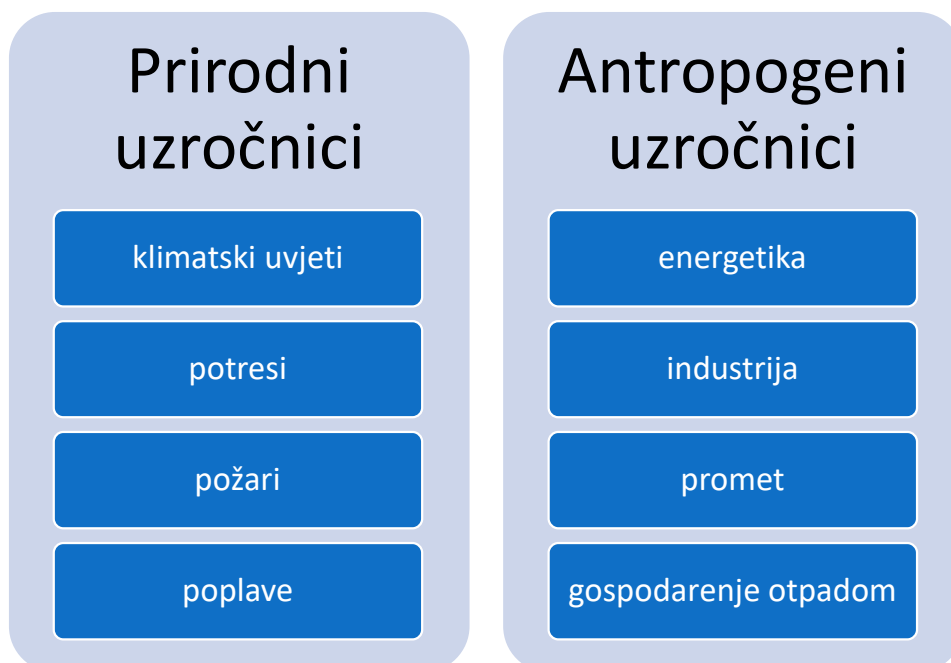 Prirodni
uzročnici
klimatski uvjeti
potresi
požari
poplave
Antropogeni
uzročnici
energetika
industrija
promet
gospodarenje otpadom